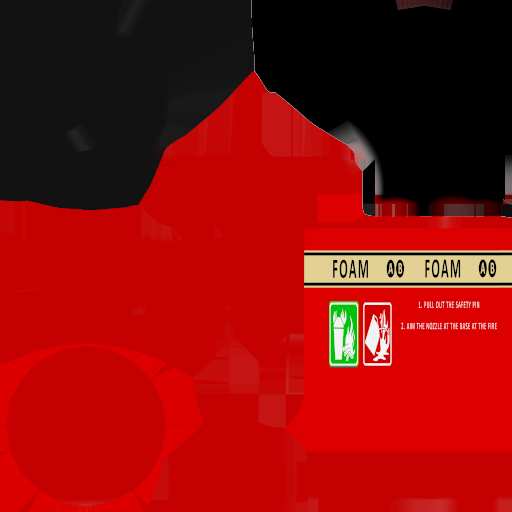 FOAM AB FOAM AB
1. PULL OUT THE SAFETY PIN
2. AIM THE NOZZLE AT THE BASE AT THE FIRE